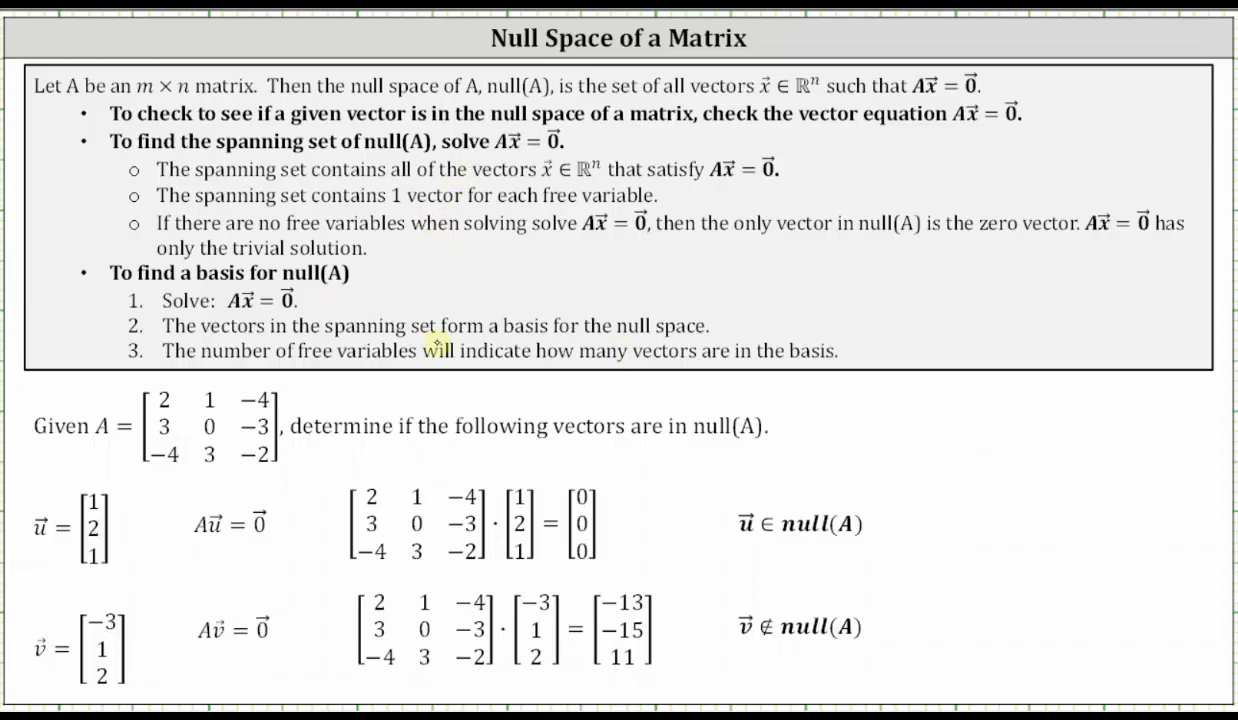 Null Space of a Matrix
Let A be an m × n matrix. Then the null space of A, null(A), is the set of all vectors x⃗ ∈ ℝⁿ such that Ax⃗ = 0⃗.
• To check to see if a given vector is in the null space of a matrix, check the vector equation Ax⃗ = 0⃗.
• To find the spanning set of null(A), solve Ax⃗ = 0⃗.
o The spanning set contains all of the vectors x⃗ ∈ ℝⁿ that satisfy Ax⃗ = 0⃗.
o The spanning set contains 1 vector for each free variable.
o If there are no free variables when solving solve Ax⃗ = 0⃗, then the only vector in null(A) is the zero vector. Ax⃗ = 0⃗ has
only the trivial solution.
• To find a basis for null(A)
1. Solve: Ax⃗ = 0⃗.
2. The vectors in the spanning set form a basis for the null space.
3. The number of free variables will indicate how many vectors are in the basis.
Given A = [2 1 −4; 3 0 −3; −4 3 −2], determine if the following vectors are in null(A).
u⃗ = [1; 2; 1] Au⃗ = 0⃗ [2 1 −4; 3 0 −3; −4 3 −2] · [1; 2; 1] = [0; 0; 0] u⃗ ∈ null(A)
v⃗ = [−3; 1; 2] Av⃗ = 0⃗ [2 1 −4; 3 0 −3; −4 3 −2] · [−3; 1; 2] = [−13; −15; 11] v⃗ ∉ null(A)